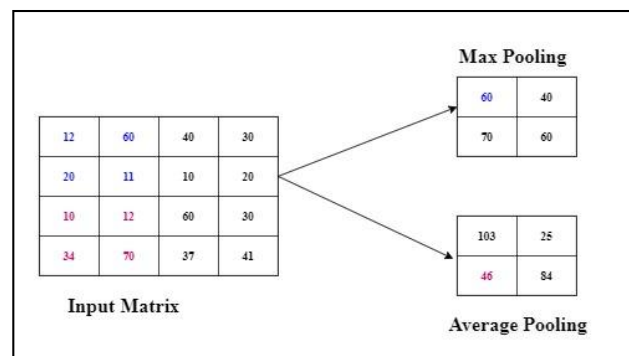 Max Pooling
60 40
70 60
12 60 40 30
20 11 10 20
10 12 60 30
34 70 37 41
103 25
46 84
Input Matrix
Average Pooling